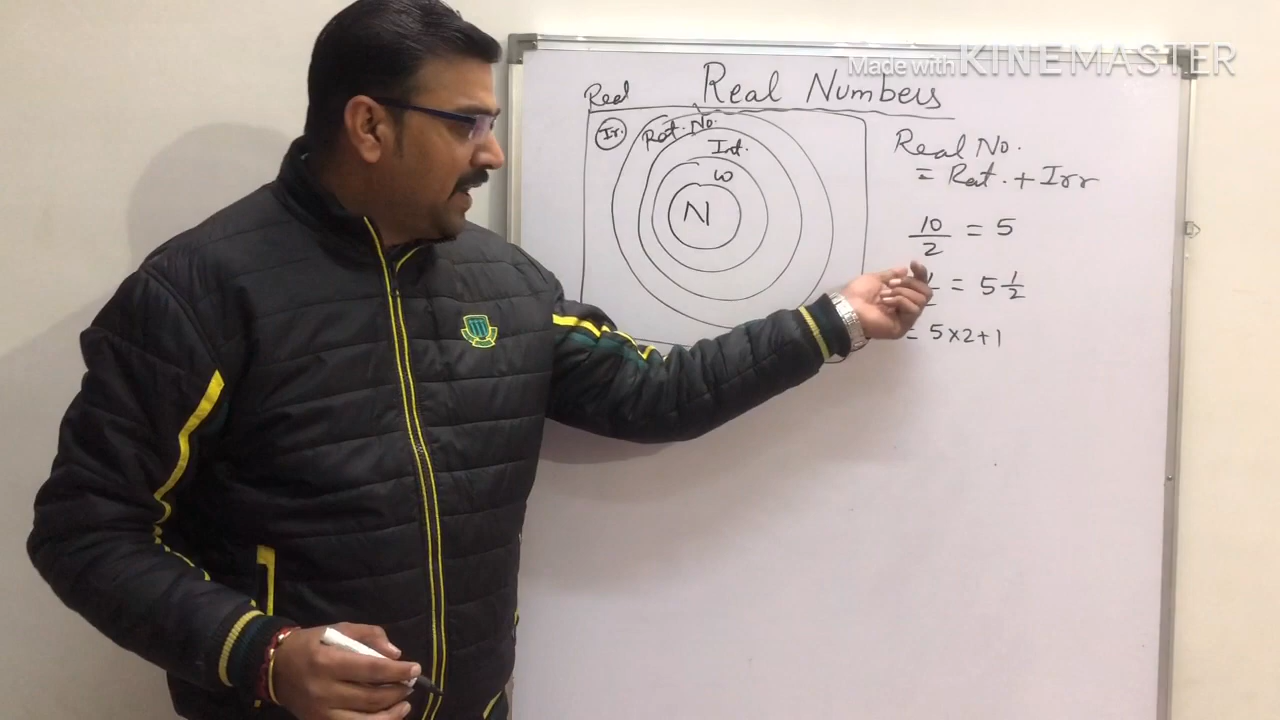 Made with KINEMASTER
Real Numbers
Real
Ir.
Rat. No.
Int.
W
N
Real No.
= Rat. + Irr
10/2 = 5
= 5 1/2
= 5×2+1